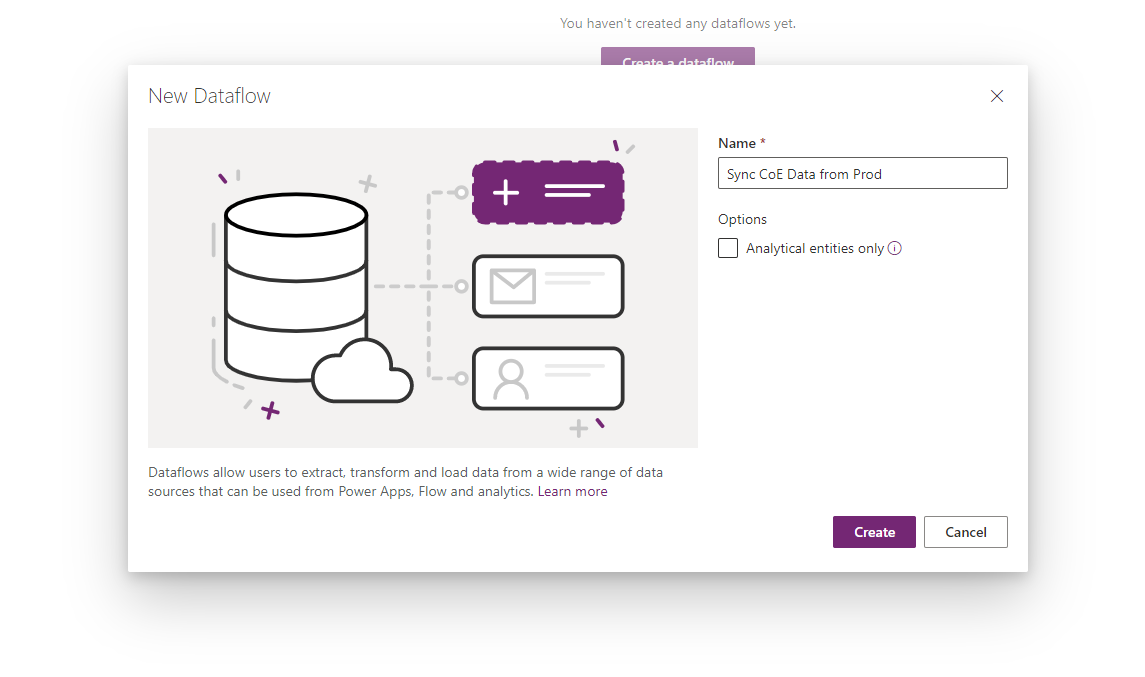 You haven't created any dataflows yet.
Create a dataflow
New Dataflow
Name *
Sync CoE Data from Prod
Options
Analytical entities only
Dataflows allow users to extract, transform and load data from a wide range of data
sources that can be used from Power Apps, Flow and analytics. Learn more
Create
Cancel